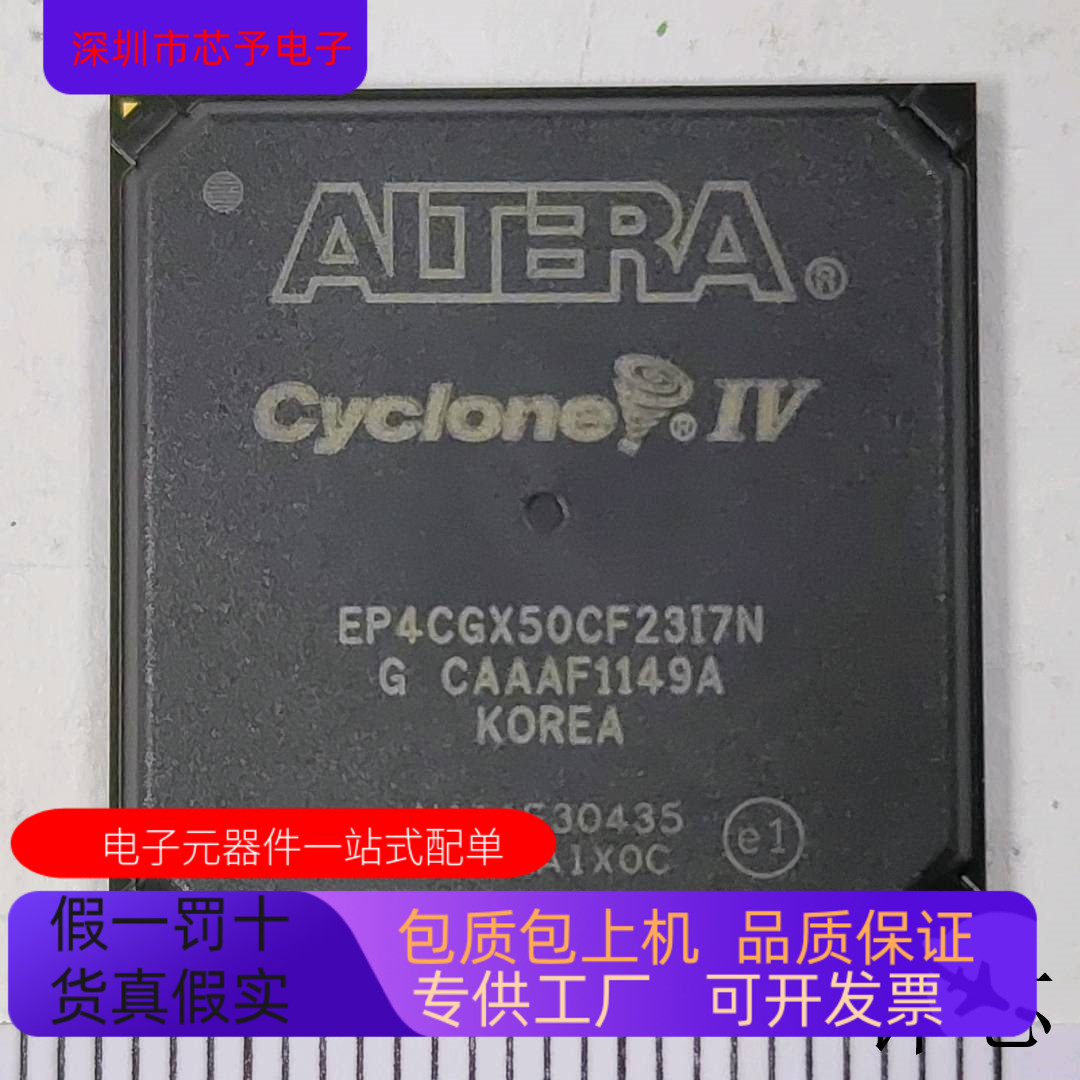 深圳市芯予电子
ALTERA®
Cyclone® IV
EP4CGX50CF23I7N
G CAAAF1149A
KOREA
30435
e1
AIX0C
电子元器件一站式配单
假一罚十
货真假实
包质包上机 品质保证
专供工厂 可开发票